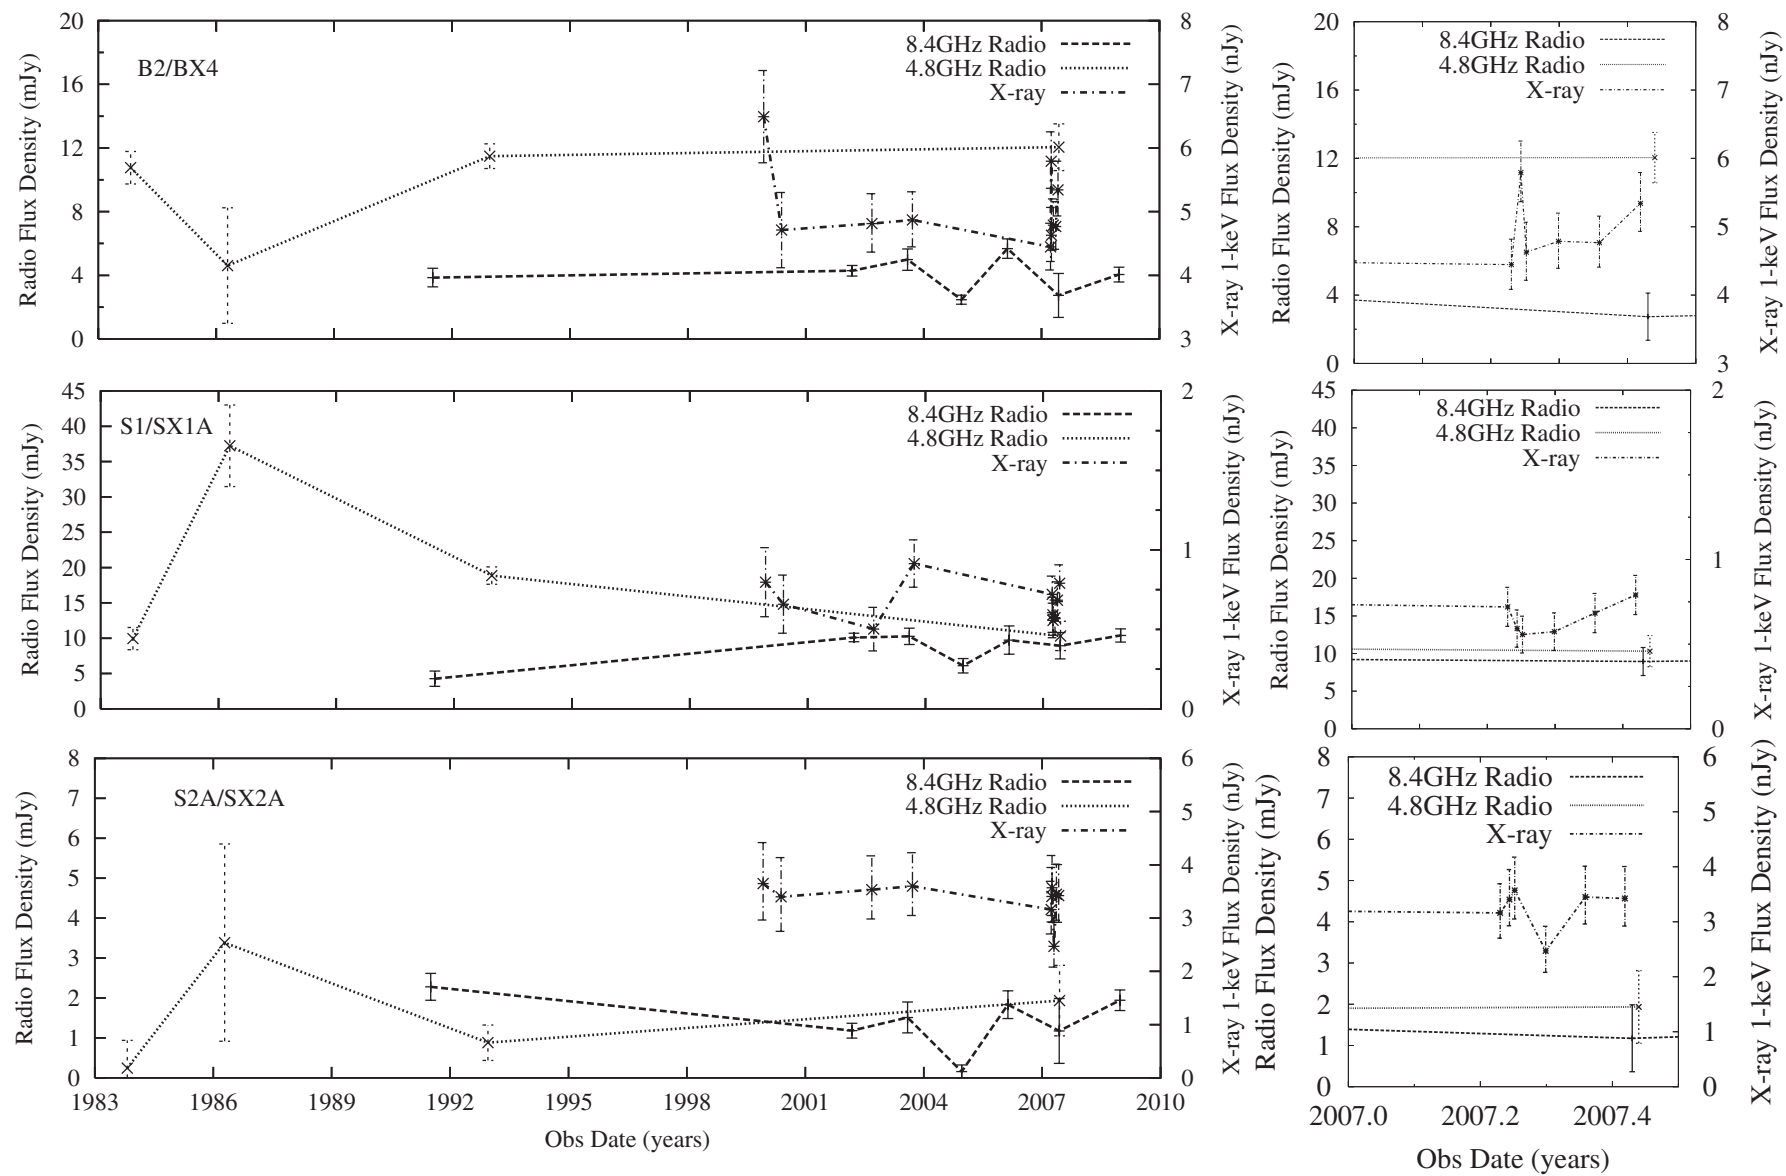 B2/BX4
8.4GHz Radio
4.8GHz Radio
X-ray
Radio Flux Density (mJy)
X-ray 1-keV Flux Density (nJy)
0
4
8
12
16
20
3
4
5
6
7
8
8.4GHz Radio
4.8GHz Radio
X-ray
Radio Flux Density (mJy)
X-ray 1-keV Flux Density (nJy)
0
4
8
12
16
20
3
4
5
6
7
8
S1/SX1A
8.4GHz Radio
4.8GHz Radio
X-ray
Radio Flux Density (mJy)
X-ray 1-keV Flux Density (nJy)
0
5
10
15
20
25
30
35
40
45
0
1
2
8.4GHz Radio
4.8GHz Radio
X-ray
Radio Flux Density (mJy)
X-ray 1-keV Flux Density (nJy)
0
5
10
15
20
25
30
35
40
45
0
1
2
S2A/SX2A
8.4GHz Radio
4.8GHz Radio
X-ray
Radio Flux Density (mJy)
X-ray 1-keV Flux Density (nJy)
0
1
2
3
4
5
6
7
8
0
1
2
3
4
5
6
1983 1986 1989 1992 1995 1998 2001 2004 2007 2010
Obs Date (years)
8.4GHz Radio
4.8GHz Radio
X-ray
Radio Flux Density (mJy)
X-ray 1-keV Flux Density (nJy)
0
1
2
3
4
5
6
7
8
0
1
2
3
4
5
6
2007.0 2007.2 2007.4
Obs Date (years)